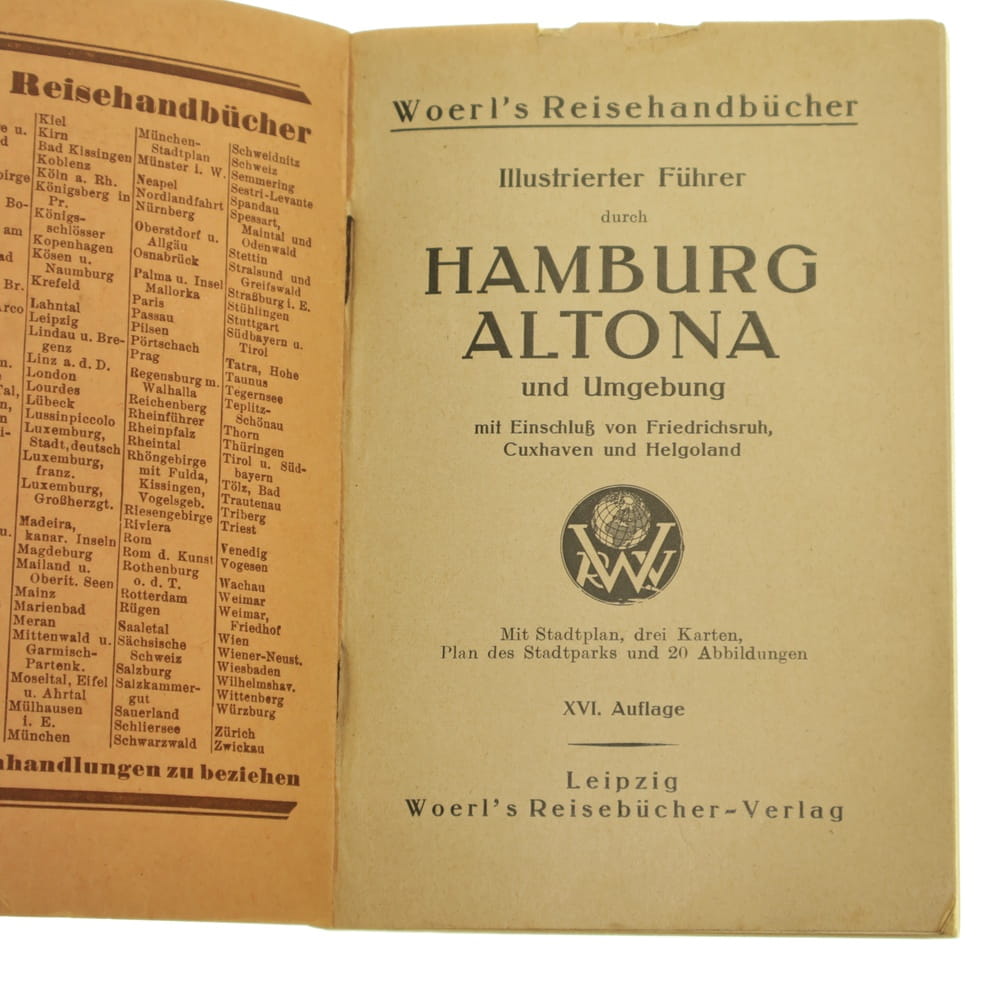 Reisehandbücher
Kiel
Kirn
Bad Kissingen
Koblenz
Köln a. Rh.
Königsberg in
Pr.
Königs-
schlösser
Kopenhagen
Kösen u.
Naumburg
Krefeld
Lahntal
Leipzig
Lindau u. Bre-
genz
Linz a. d. D.
London
Lourdes
Lübeck
Lussinpiccolo
Luxemburg,
Stadt, deutsch
Luxemburg,
franz.
Luxemburg,
Großherzgt.
Madeira,
kanar. Inseln
Magdeburg
Mailand u.
Oberit. Seen
Mainz
Marienbad
Meran
Mittenwald u.
Garmisch-
Partenk.
Moseltal, Eifel
u. Ahrtal
Mülhausen
i. E.
München
München-
Stadtplan
Münster i. W.
Neapel
Nordlandfahrt
Nürnberg
Oberstdorf u.
Allgäu
Osnabrück
Palma u. Insel
Mallorka
Paris
Passau
Pilsen
Pörtschach
Prag
Regensburg m.
Walhalla
Reichenberg
Rheinführer
Rheinpfalz
Rheintal
Rhöngebirge
mit Fulda,
Kissingen,
Vogelsgeb.
Riesengebirge
Riviera
Rom
Rom d. Kunst
Rothenburg
o. d. T.
Rotterdam
Rügen
Saaletal
Sächsische
Schweiz
Salzburg
Salzkammer-
gut
Sauerland
Schliersee
Schwarzwald
Schweidnitz
Schweiz
Semmering
Sestri-Levante
Spandau
Spessart,
Maintal und
Odenwald
Stettin
Stralsund und
Greifswald
Straßburg i. E.
Stühlingen
Stuttgart
Südbayern u.
Tirol
Tatra, Hohe
Taunus
Tegernsee
Teplitz-
Schönau
Thorn
Thüringen
Tirol u. Süd-
bayern
Tölz, Bad
Trautenau
Triberg
Triest
Venedig
Vogesen
Wachau
Weimar
Weimar,
Friedhof
Wien
Wiener-Neust.
Wiesbaden
Wilhelmshav.
Wittenberg
Würzburg
Zürich
Zwickau
zu beziehen
Woerl's Reisehandbücher
Illustrierter Führer
durch
HAMBURG
ALTONA
und Umgebung
mit Einschluß von Friedrichsruh,
Cuxhaven und Helgoland
Mit Stadtplan, drei Karten,
Plan des Stadtparks und 20 Abbildungen
XVI. Auflage
Leipzig
Woerl's Reisebücher-Verlag